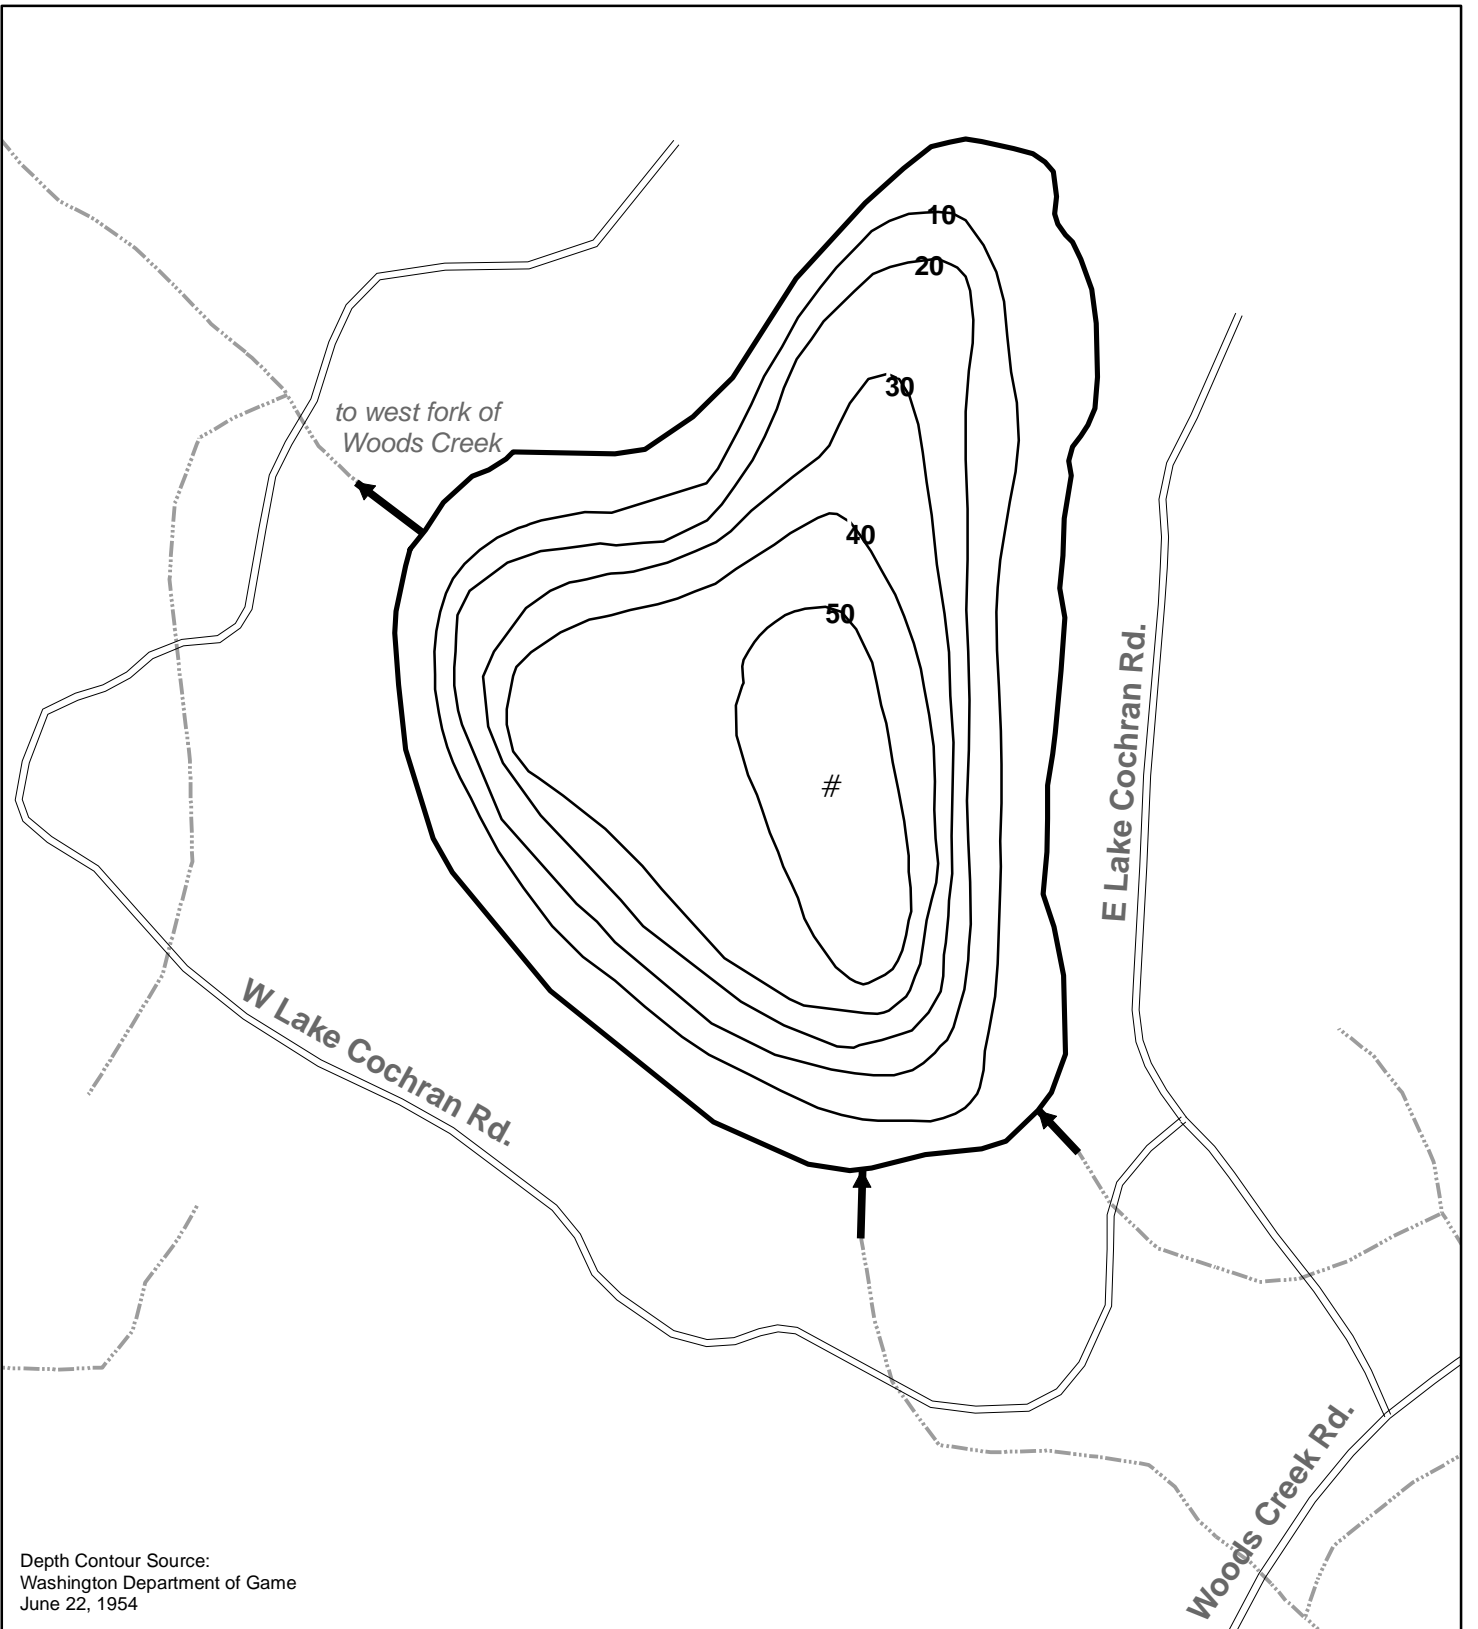 10
20
30
to west fork of
Woods Creek
40
50
#
E Lake Cochran Rd.
W Lake Cochran Rd.
Woods Creek Rd.
Depth Contour Source:
Washington Department of Game
June 22, 1954